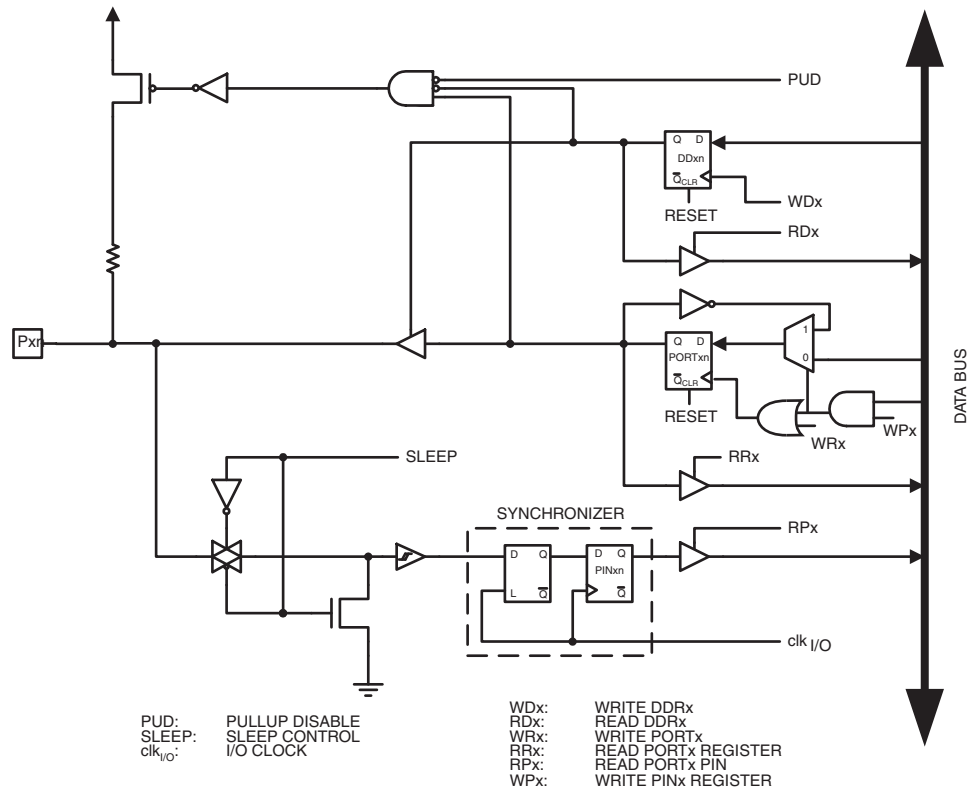 PUD
Q D
DDxn
Q CLR
WDx
RESET
RDx
Pxn
1
Q D
PORTxn
0
Q CLR
RESET
WRx
WPx
DATA BUS
SLEEP
RRx
SYNCHRONIZER
RPx
D Q
L Q
D Q
PINxn
Q
clk I/O
PUD: PULLUP DISABLE
SLEEP: SLEEP CONTROL
clkI/O: I/O CLOCK
WDx: WRITE DDRx
RDx: READ DDRx
WRx: WRITE PORTx
RRx: READ PORTx REGISTER
RPx: READ PORTx PIN
WPx: WRITE PINx REGISTER